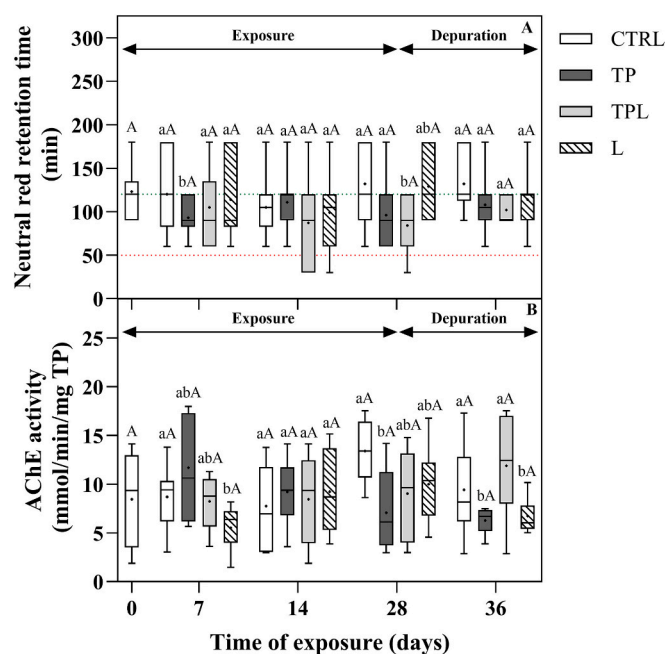 Neutral red retention time
(min)
300
250
200
150
100
50
0
Exposure
Depuration
A
A
aA
bA
aA
aA
aA
aA
aA
aA
aA
aA
bA
abA
aA
aA
aA
aA
AChE activity
(mmol/min/mg TP)
25
20
15
10
5
0
Exposure
Depuration
B
A
aA
abA
abA
bA
aA
aA
aA
aA
aA
bA
abA
abA
aA
bA
aA
bA
0
7
14
28
36
Time of exposure (days)
CTRL
TP
TPL
L